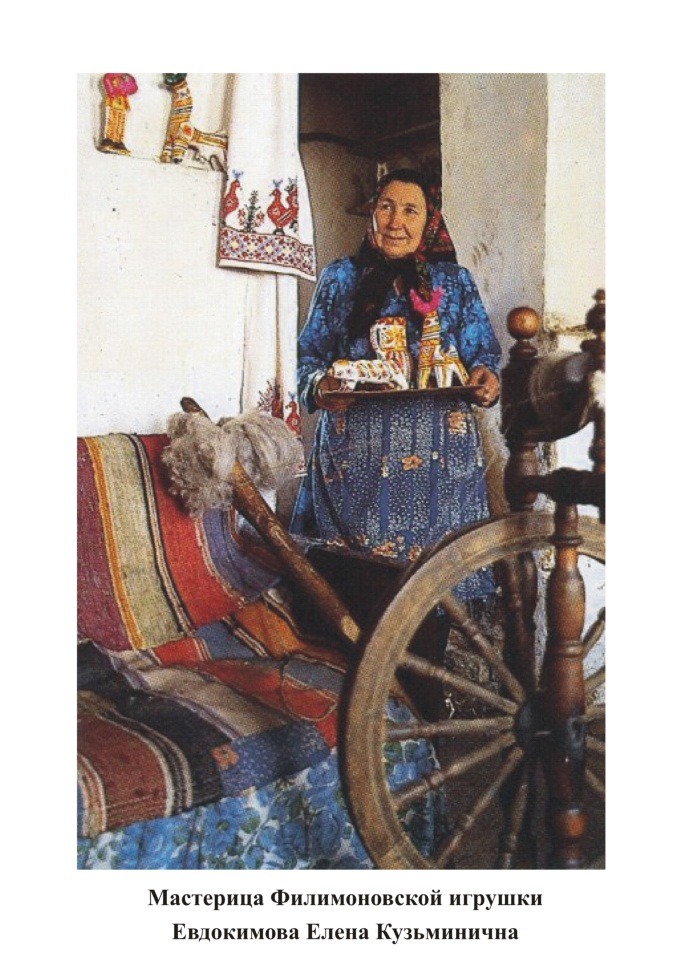 Мастерица Филимоновской игрушки
Евдокимова Елена Кузьминична